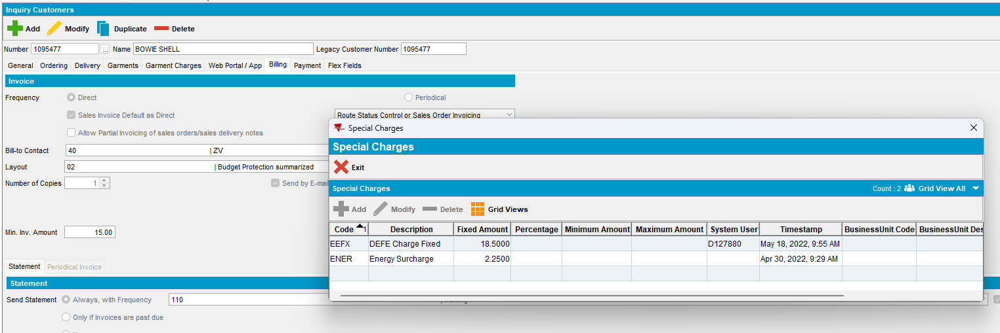 Inquiry Customers
Add Modify Duplicate Delete
Number 1095477 ... Name BOWIE SHELL Legacy Customer Number 1095477
General Ordering Delivery Garments Garment Charges Web Portal / App Billing Payment Flex Fields
Invoice
Frequency Direct Periodical
Sales Invoice Default as Direct Route Status Control or Sales Order Invoicing
Allow Partial Invoicing of sales orders/sales delivery notes
Bill-to Contact 40 | ZV
Layout 02 | Budget Protection summarized
Number of Copies 1 Send by E-mail
Min. Inv. Amount 15.00
Statement Periodical Invoice
Statement
Send Statement Always, with Frequency 110
Only if Invoices are past due
Special Charges
Special Charges
Exit
Special Charges Count : 2 Grid View All
Add Modify Delete Grid Views
Code 1 Description Fixed Amount Percentage Minimum Amount Maximum Amount System User Timestamp BusinessUnit Code BusinessUnit Des
EEFX DEFE Charge Fixed 18.5000 D127880 May 18, 2022, 9:55 AM
ENER Energy Surcharge 2.2500 Apr 30, 2022, 9:29 AM